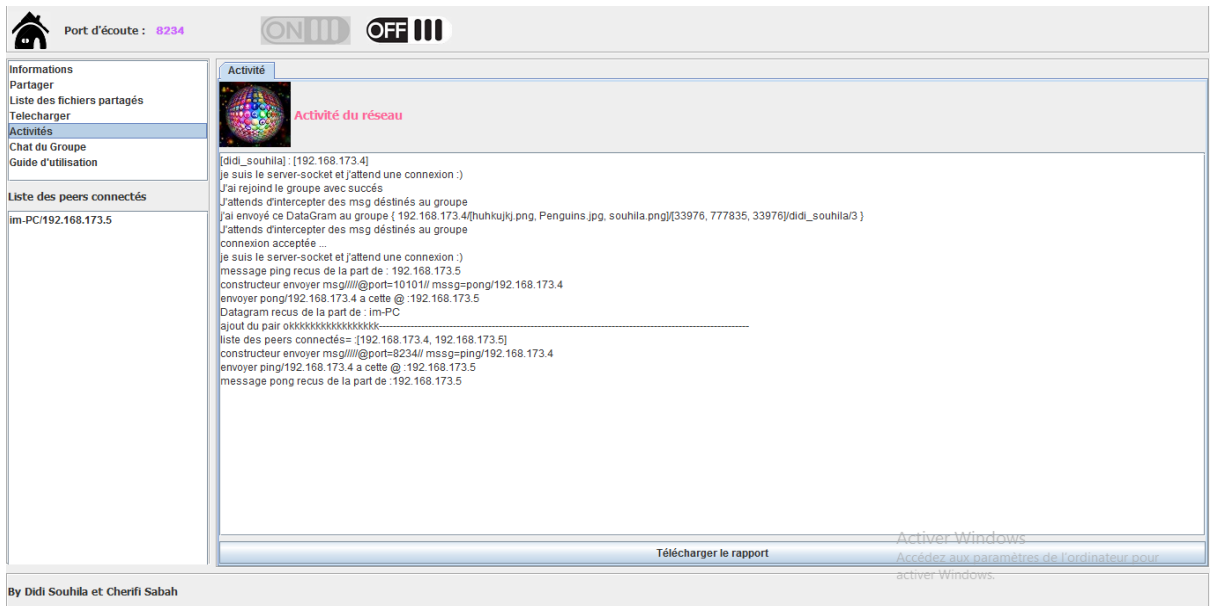 Port d'écoute : 8234
ON
OFF
Informations
Partager
Liste des fichiers partagés
Telecharger
Activités
Chat du Groupe
Guide d'utilisation
Liste des peers connectés
im-PC/192.168.173.5
Activité
Activité du réseau
[didi_souhila] : [192.168.173.4]
je suis le server-socket et j'attend une connexion :)
J'ai rejoind le groupe avec succés
J'attends d'intercepter des msg déstinés au groupe
j'ai envoyé ce DataGram au groupe { 192.168.173.4/[huhkujkj.png, Penguins.jpg, souhila.png]/[33976, 777835, 33976]/didi_souhila/3 }
J'attends d'intercepter des msg déstinés au groupe
connexion acceptée ...
je suis le server-socket et j'attend une connexion :)
message ping recus de la part de : 192.168.173.5
constructeur envoyer msg/////@port=10101// mssg=pong/192.168.173.4
envoyer pong/192.168.173.4 a cette @ :192.168.173.5
Datagram recus de la part de : im-PC
ajout du pair okkkkkkkkkkkkkkkkk------------------------------------------------------------------------------------------------------------
liste des peers connectés= :[192.168.173.4, 192.168.173.5]
constructeur envoyer msg/////@port=8234// mssg=ping/192.168.173.4
envoyer ping/192.168.173.4 a cette @ :192.168.173.5
message pong recus de la part de :192.168.173.5
Télécharger le rapport
Activer Windows
Accédez aux paramètres de l'ordinateur pour
activer Windows.
By Didi Souhila et Cherifi Sabah